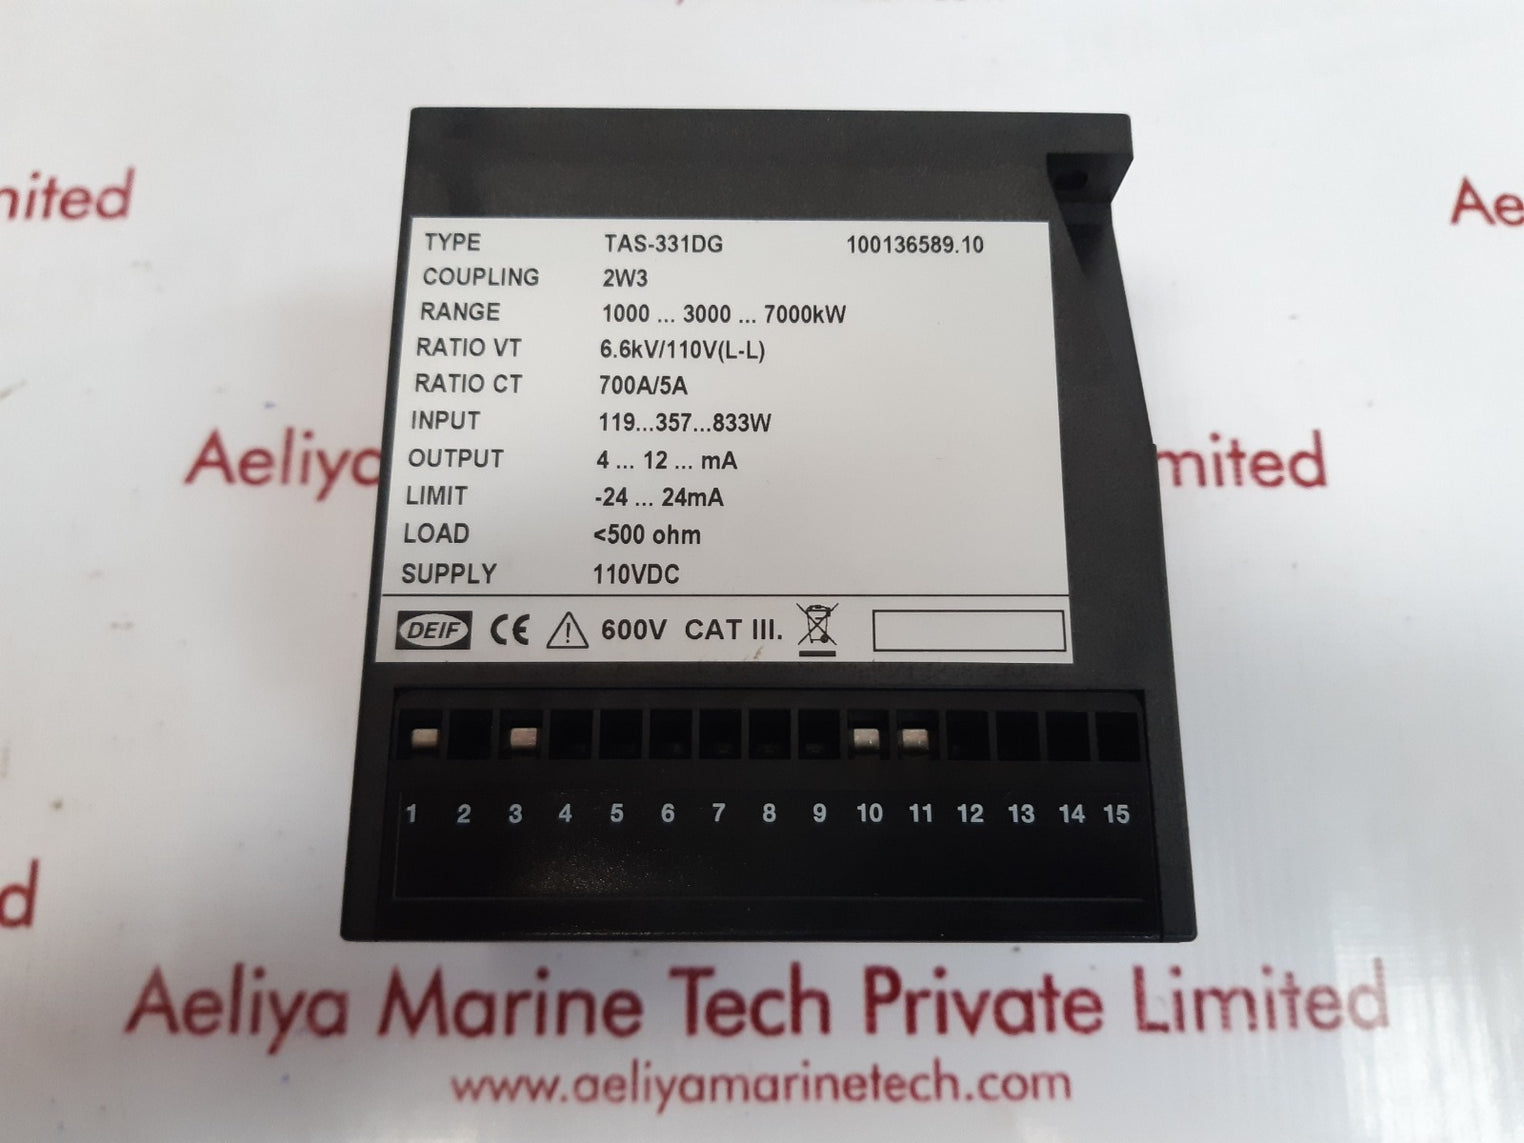 nited
Ae
TYPE TAS-331DG 100136589.10
COUPLING 2W3
RANGE 1000 ... 3000 ... 7000kW
RATIO VT 6.6kV/110V(L-L)
RATIO CT 700A/5A
INPUT 119...357...833W
OUTPUT 4 ... 12 ... mA
LIMIT -24 ... 24mA
LOAD <500 ohm
SUPPLY 110VDC
DEIF CE 600V CAT III.
Aeliya
mited
1 2 3 4 5 6 7 8 9 10 11 12 13 14 15
d
Aeliya Marine Tech Private Limited
www.aeliyamarinetech.com